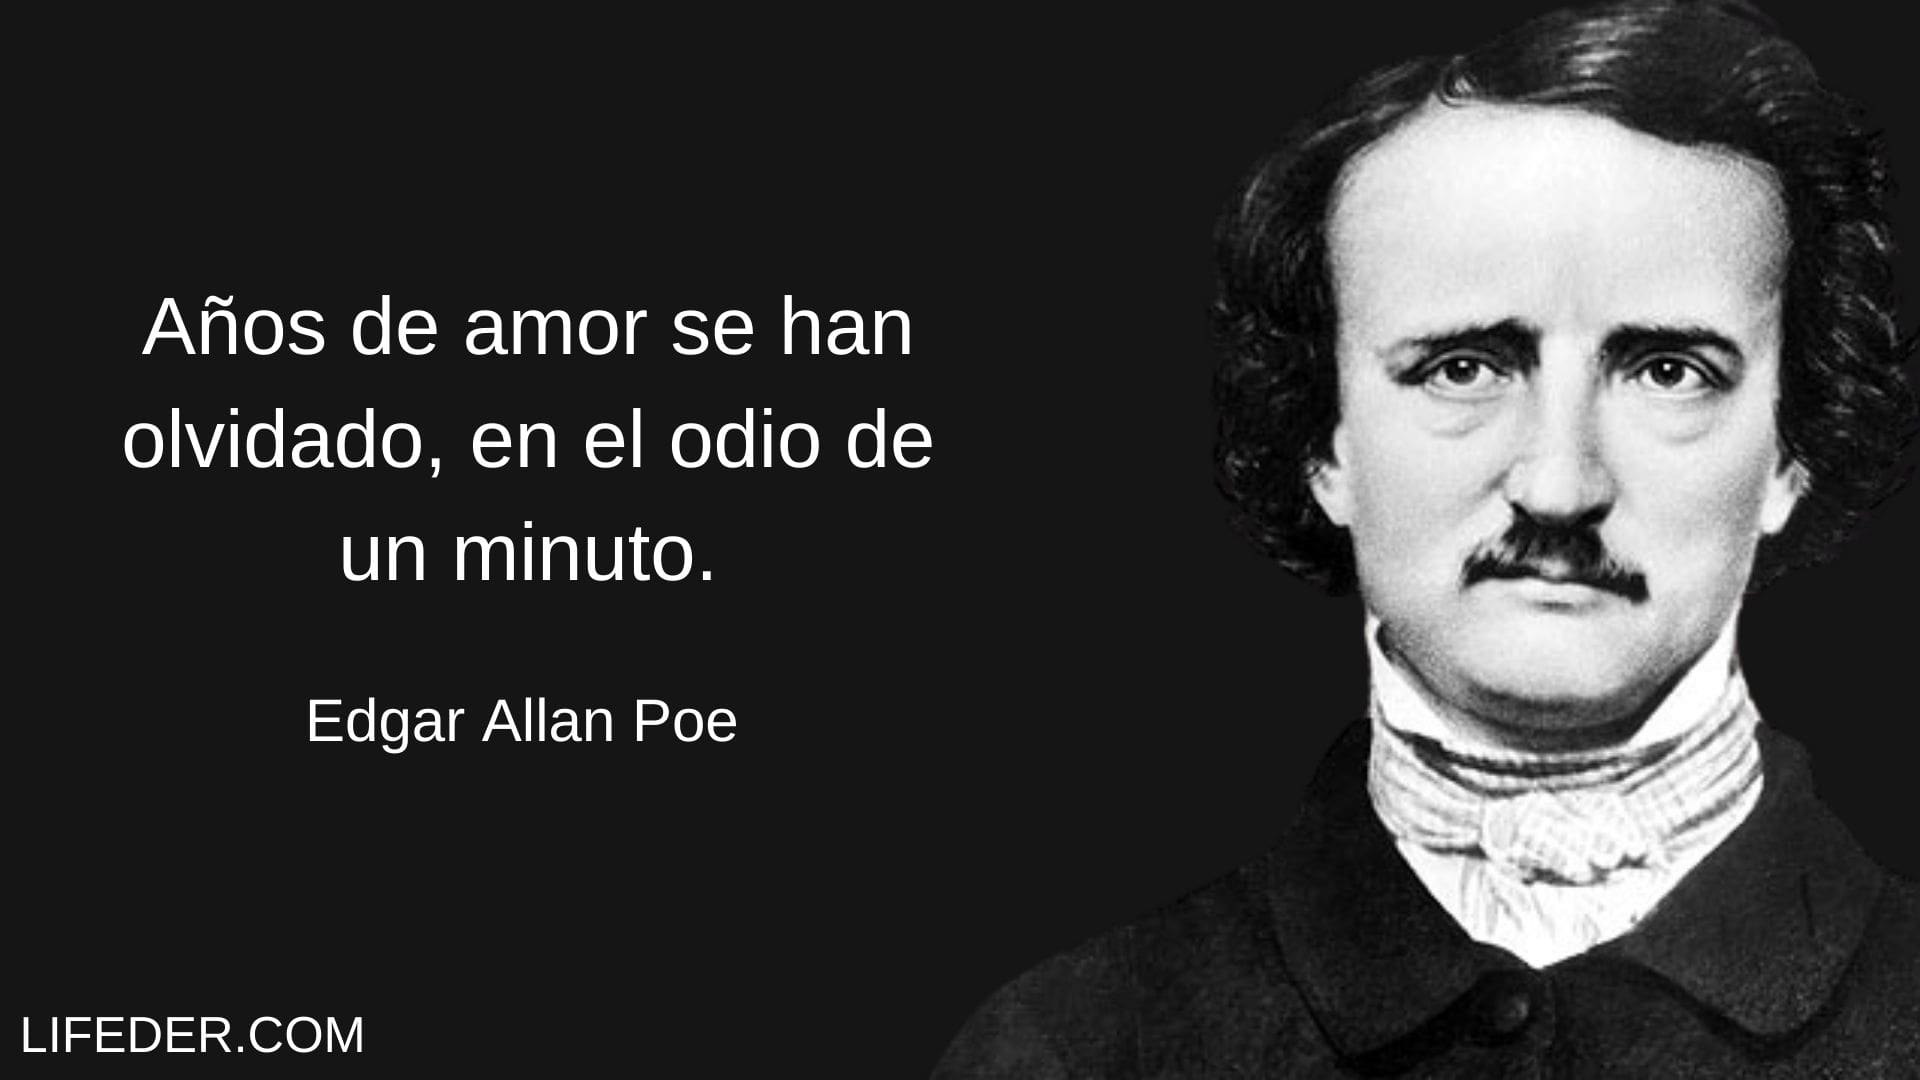 Años de amor se han
olvidado, en el odio de
un minuto.
Edgar Allan Poe
LIFEDER.COM